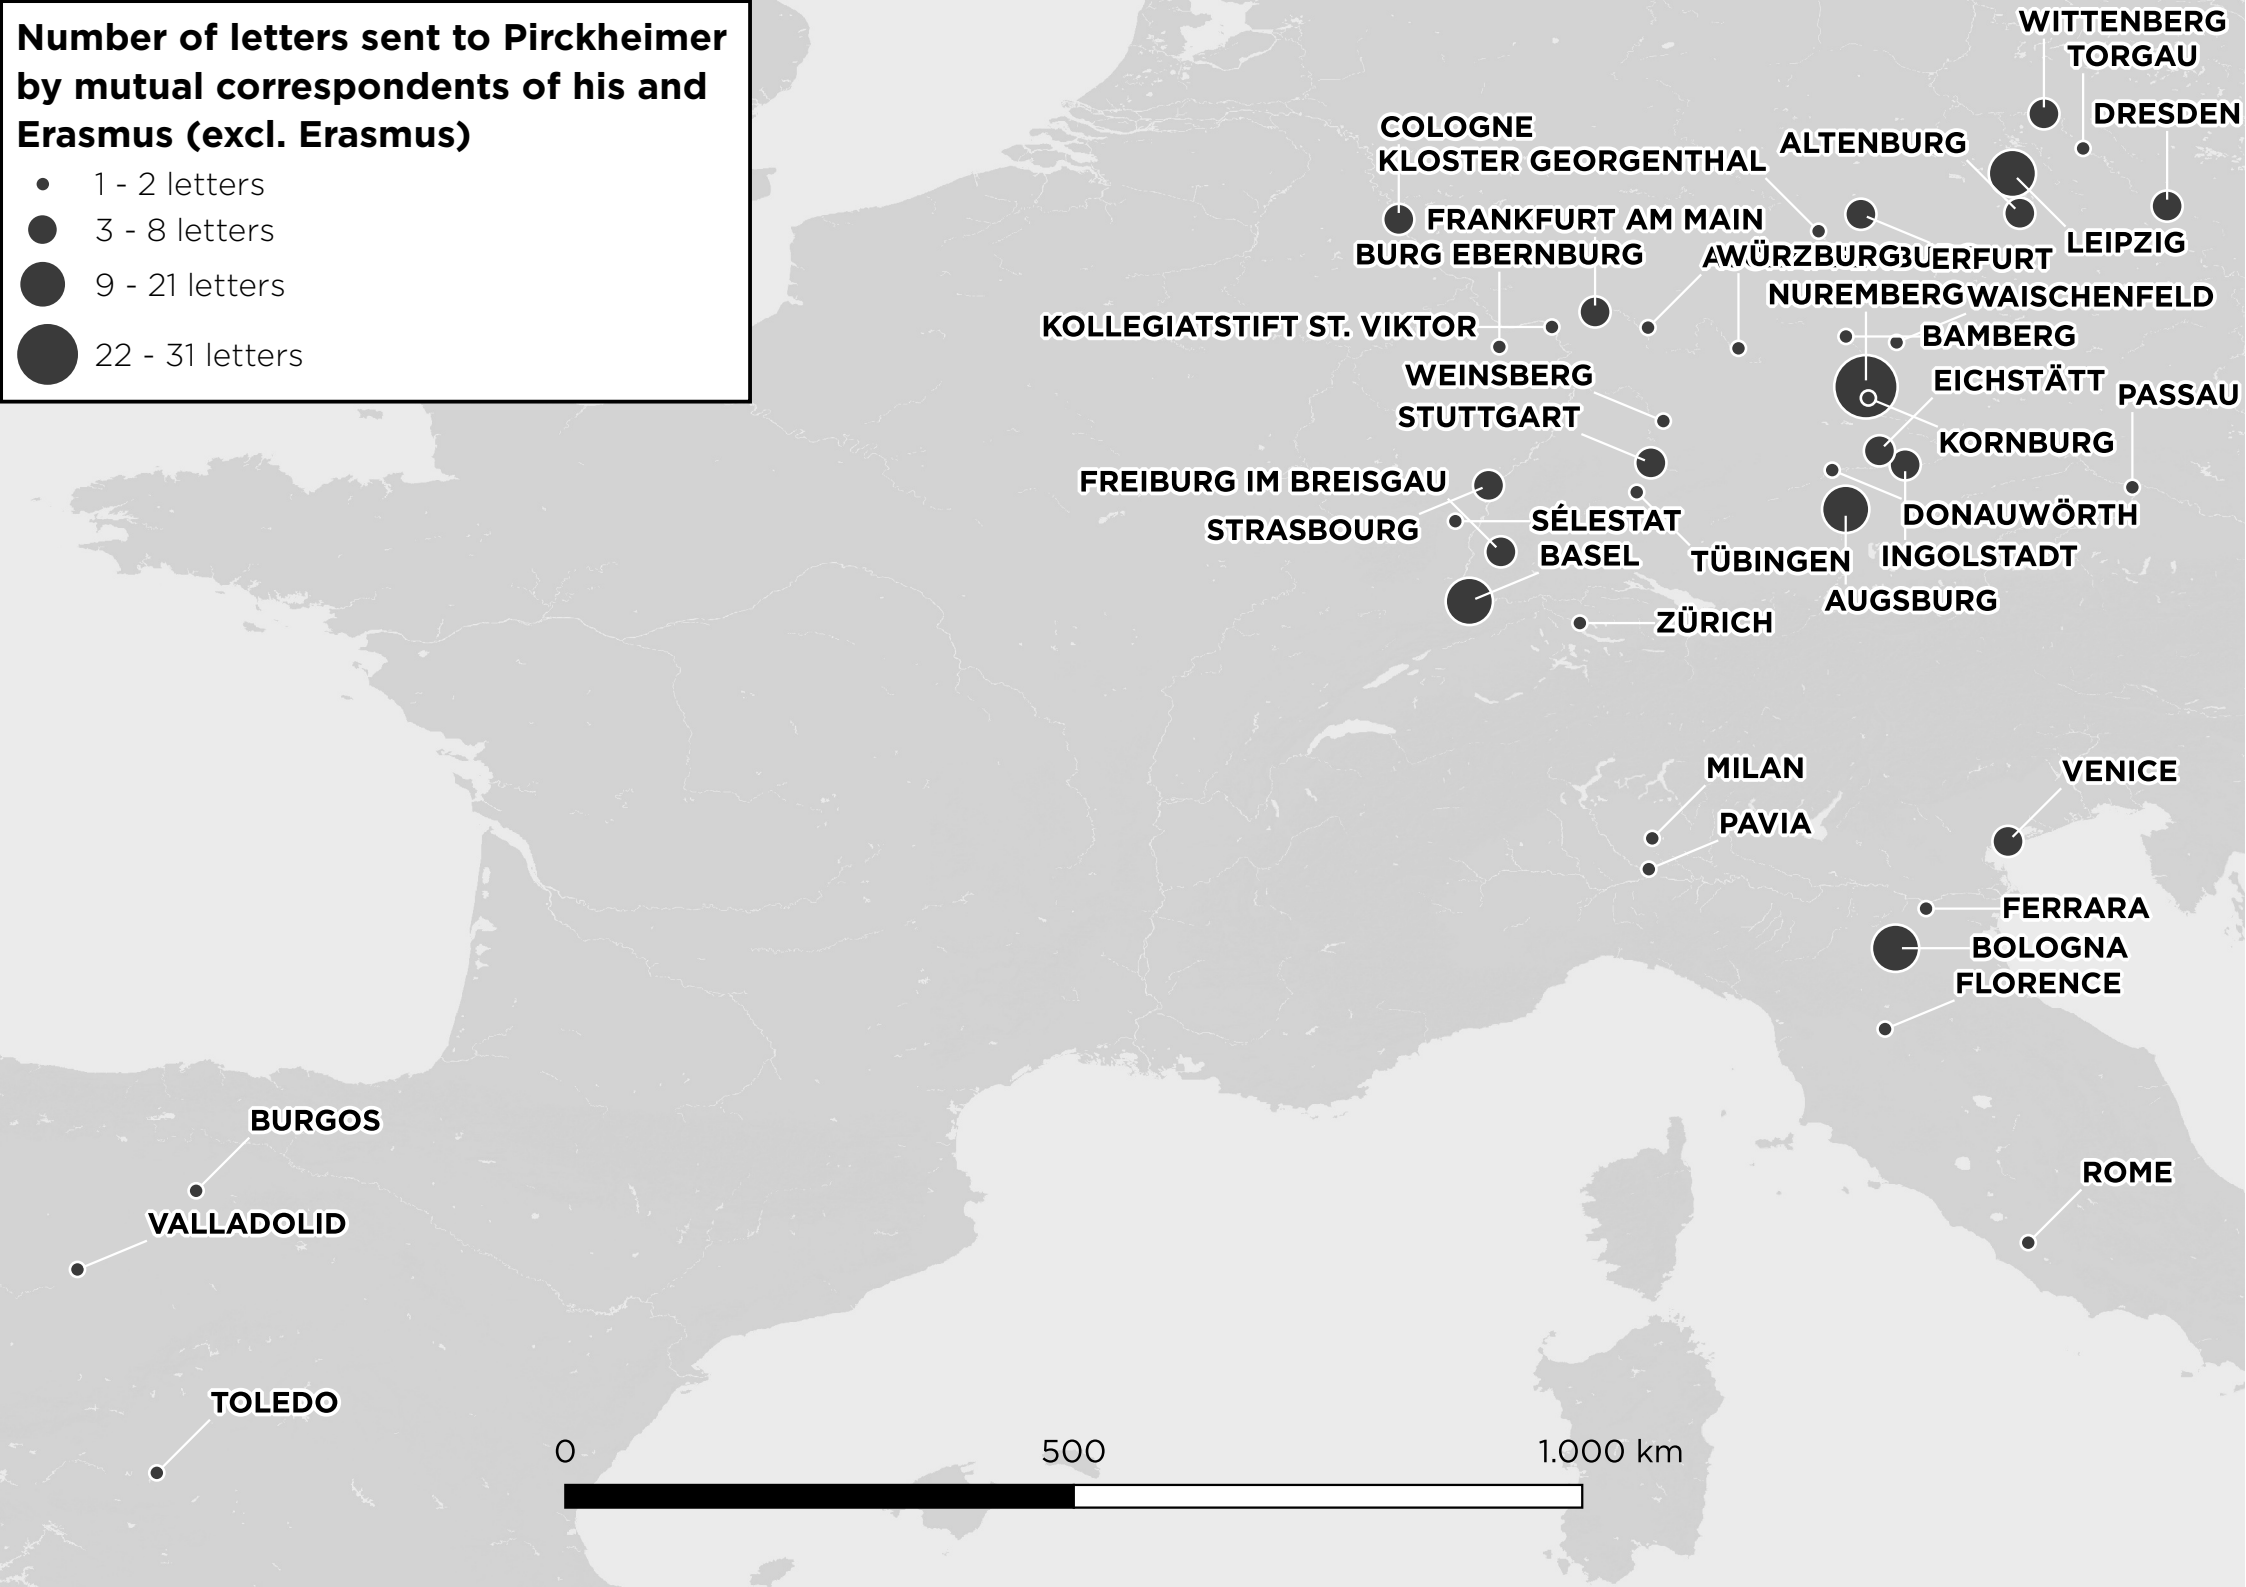 Number of letters sent to Pirckheimer
by mutual correspondents of his and
Erasmus (excl. Erasmus)
1 - 2 letters
3 - 8 letters
9 - 21 letters
22 - 31 letters
WITTENBERG
TORGAU
DRESDEN
COLOGNE
ALTENBURG
KLOSTER GEORGENTHAL
FRANKFURT AM MAIN
LEIPZIG
BURG EBERNBURG
WÜRZBURG
ERFURT
NUREMBERG
WAISCHENFELD
KOLLEGIATSTIFT ST. VIKTOR
BAMBERG
WEINSBERG
EICHSTÄTT
PASSAU
STUTTGART
KORNBURG
FREIBURG IM BREISGAU
STRASBOURG
SÉLESTAT
DONAUWÖRTH
BASEL
TÜBINGEN
INGOLSTADT
AUGSBURG
ZÜRICH
MILAN
VENICE
PAVIA
FERRARA
BOLOGNA
FLORENCE
BURGOS
ROME
VALLADOLID
TOLEDO
0 500 1.000 km